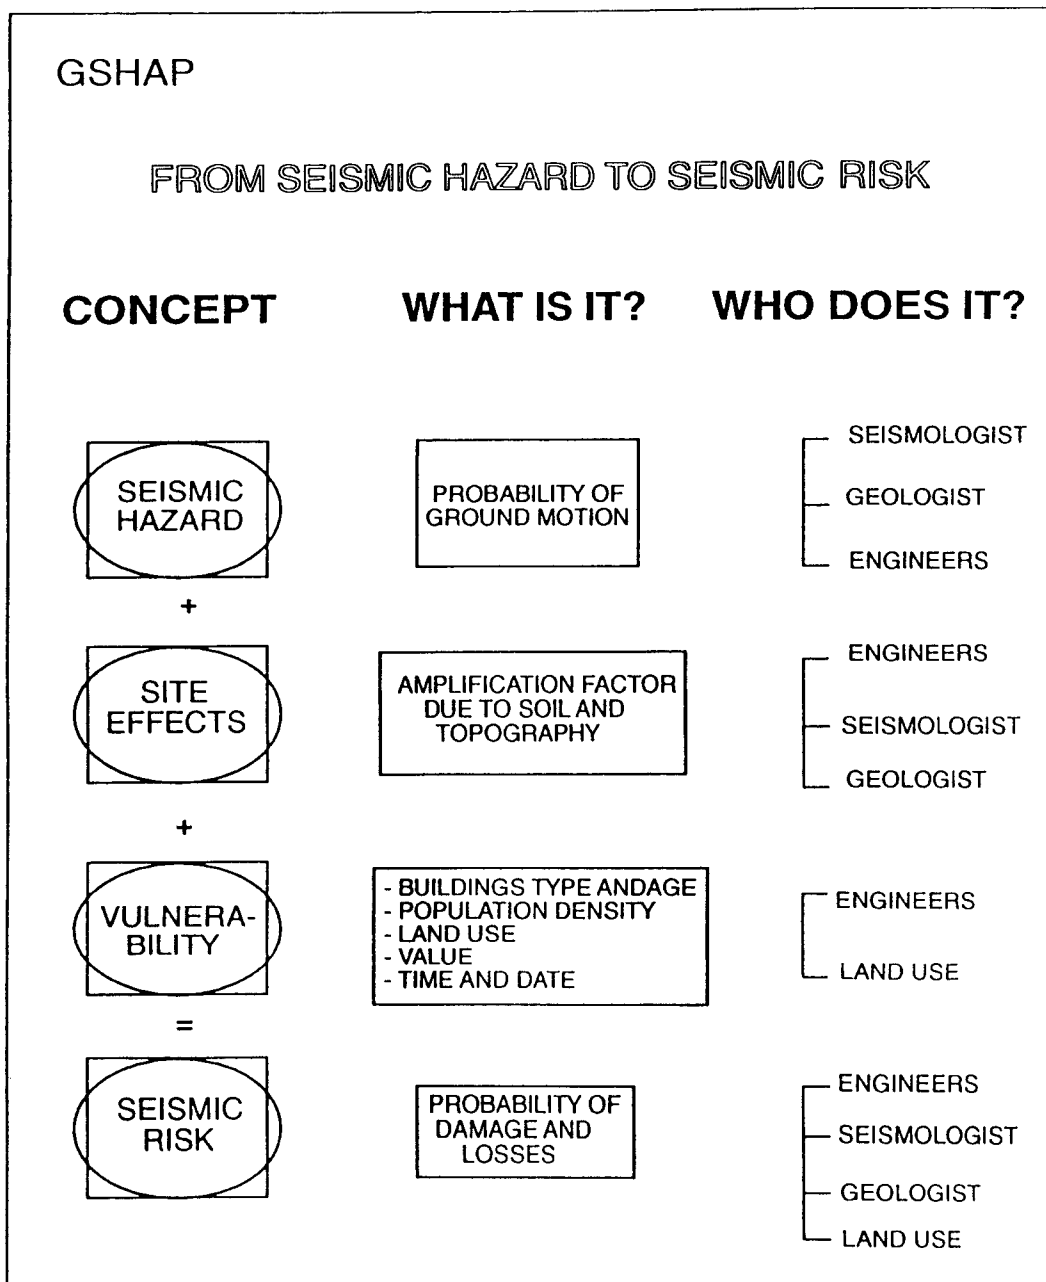 GSHAP
FROM SEISMIC HAZARD TO SEISMIC RISK
CONCEPT
WHAT IS IT?
WHO DOES IT?
SEISMIC
HAZARD
PROBABILITY OF
GROUND MOTION
SEISMOLOGIST
GEOLOGIST
ENGINEERS
+
SITE
EFFECTS
AMPLIFICATION FACTOR
DUE TO SOIL AND
TOPOGRAPHY
ENGINEERS
SEISMOLOGIST
GEOLOGIST
+
VULNERA-
BILITY
- BUILDINGS TYPE ANDAGE
- POPULATION DENSITY
- LAND USE
- VALUE
- TIME AND DATE
ENGINEERS
LAND USE
=
SEISMIC
RISK
PROBABILITY OF
DAMAGE AND
LOSSES
ENGINEERS
SEISMOLOGIST
GEOLOGIST
LAND USE